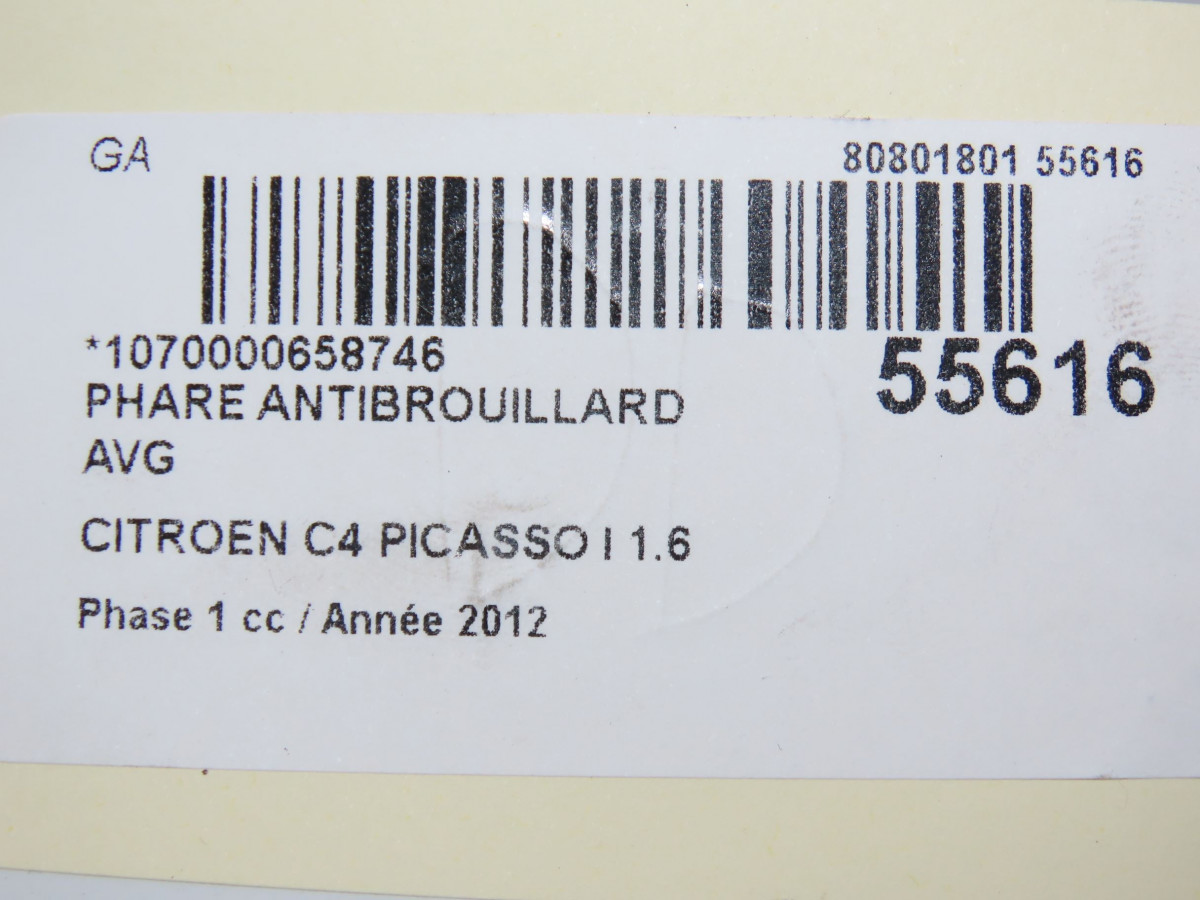 GA
80801801 55616
*1070000658746
55616
PHARE ANTIBROUILLARD
AVG
CITROEN C4 PICASSO I 1.6
Phase 1 cc / Année 2012